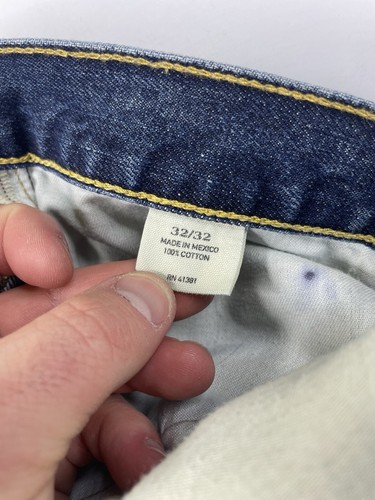 32/32
MADE IN MEXICO
100% COTTON
RN 41381